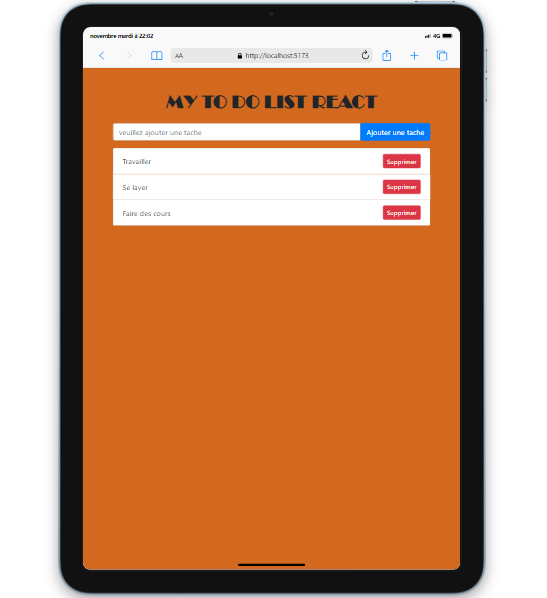 novembre mardi à 22:02
4G
AA
http://localhost:5173
MY TO DO LIST REACT
veuillez ajouter une tache
Ajouter une tache
Travailler
Supprimer
Se laver
Supprimer
Faire des cours
Supprimer